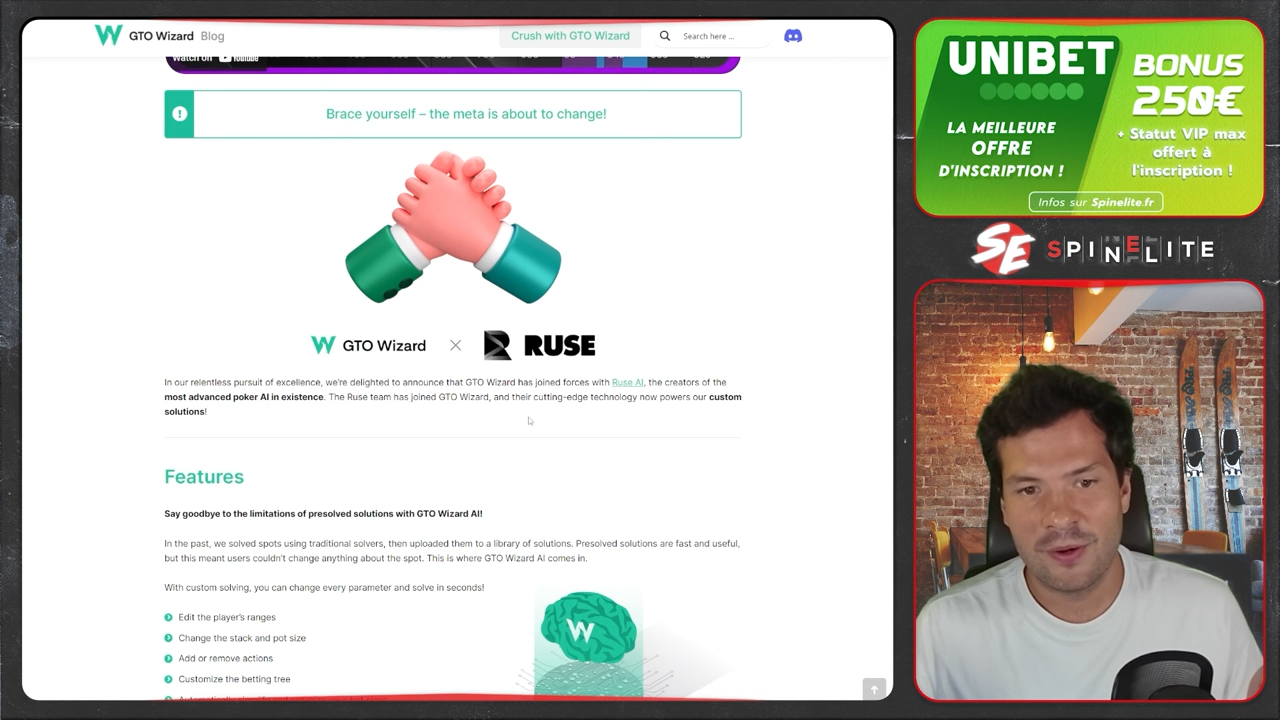 GTO Wizard Blog
Crush with GTO Wizard
Search here ...
Watch on YouTube
Brace yourself – the meta is about to change!
GTO Wizard × RUSE
In our relentless pursuit of excellence, we're delighted to announce that GTO Wizard has joined forces with Ruse AI, the creators of the
most advanced poker AI in existence. The Ruse team has joined GTO Wizard, and their cutting-edge technology now powers our custom
solutions!
Features
Say goodbye to the limitations of presolved solutions with GTO Wizard AI!
In the past, we solved spots using traditional solvers, then uploaded them to a library of solutions. Presolved solutions are fast and useful,
but this meant users couldn't change anything about the spot. This is where GTO Wizard AI comes in.
With custom solving, you can change every parameter and solve in seconds!
Edit the player's ranges
Change the stack and pot size
Add or remove actions
Customize the betting tree
UNIBET
LA MEILLEURE
OFFRE
D'INSCRIPTION !
BONUS
250€
+ Statut VIP max
offert à
l'inscription !
Infos sur Spinelite.fr
SE SPINELITE